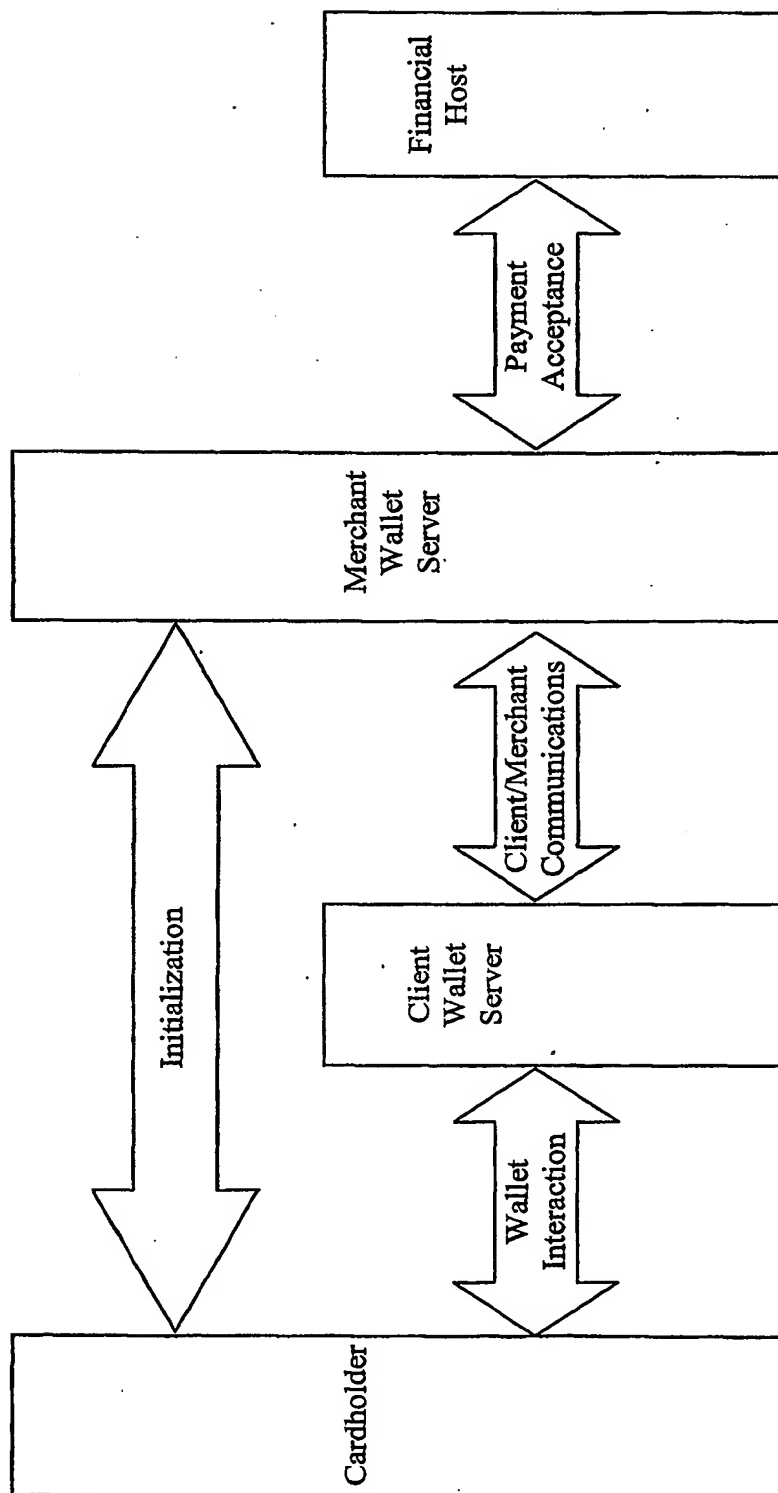 Cardholder
Initialization
Wallet
Interaction
Client
Wallet
Server
Client/Merchant
Communications
Merchant
Wallet
Server
Payment
Acceptance
Financial
Host